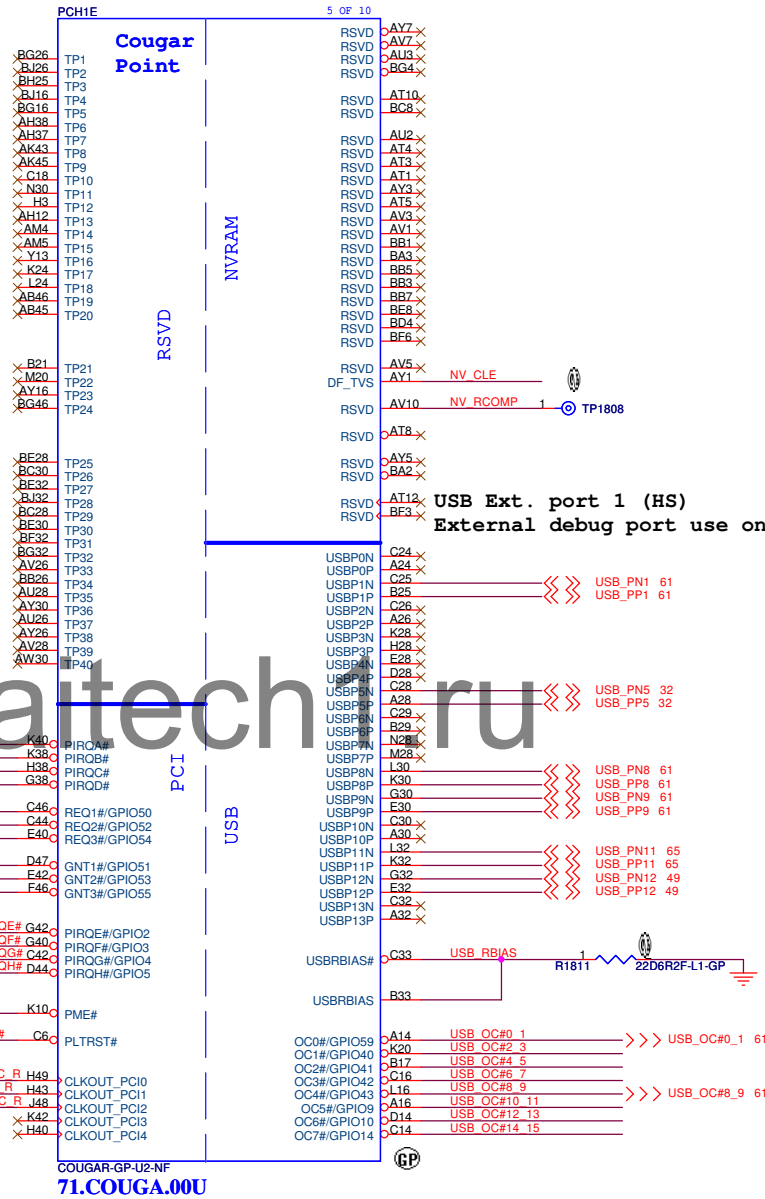 PCH1E
5 OF 10
Cougar
Point
BG26 TP1
BJ26 TP2
BH25 TP3
BJ16 TP4
BG16 TP5
AH38 TP6
AH37 TP7
AK43 TP8
AK45 TP9
C18 TP10
N30 TP11
H3 TP12
AH12 TP13
AM4 TP14
AM5 TP15
Y13 TP16
K24 TP17
L24 TP18
AB46 TP19
AB45 TP20
B21 TP21
M20 TP22
AY16 TP23
BG46 TP24
BE28 TP25
BC30 TP26
BE32 TP27
BJ32 TP28
BC28 TP29
BE30 TP30
BF32 TP31
BG32 TP32
AV26 TP33
BB26 TP34
AU28 TP35
AY30 TP36
AU26 TP37
AY26 TP38
AV28 TP39
AW30 TP40
RSVD
NVRAM
RSVD AY7
RSVD AV7
RSVD AU3
RSVD BG4
RSVD AT10
RSVD BC8
RSVD AU2
RSVD AT4
RSVD AT3
RSVD AT1
RSVD AY3
RSVD AT5
RSVD AV3
RSVD AV1
RSVD BB1
RSVD BA3
RSVD BB5
RSVD BB3
RSVD BB7
RSVD BE8
RSVD BD4
RSVD BF6
RSVD AV5
DF_TVS AY1 NV_CLE
RSVD AV10 NV_RCOMP 1 TP1808
RSVD AT8
RSVD AY5
RSVD BA2
RSVD AT12
RSVD BF3
USB Ext. port 1 (HS)
External debug port use on
USBP0N C24
USBP0P A24
USBP1N C25 USB_PN1 61
USBP1P B25 USB_PP1 61
USBP2N C26
USBP2P A26
USBP3N K28
USBP3P H28
USBP4N E28
USBP4P D28
USBP5N C28 USB_PN5 32
USBP5P A28 USB_PP5 32
USBP6N C29
USBP6P B29
USBP7N N28
USBP7P M28
USBP8N L30 USB_PN8 61
USBP8P K30 USB_PP8 61
USBP9N G30 USB_PN9 61
USBP9P E30 USB_PP9 61
USBP10N C30
USBP10P A30
USBP11N L32 USB_PN11 65
USBP11P K32 USB_PP11 65
USBP12N G32 USB_PN12 49
USBP12P E32 USB_PP12 49
USBP13N C32
USBP13P A32
aitech1.ru
PCI
USB
K40 PIRQA#
K38 PIRQB#
H38 PIRQC#
G38 PIRQD#
C46 REQ1#/GPIO50
C44 REQ2#/GPIO52
E40 REQ3#/GPIO54
D47 GNT1#/GPIO51
E42 GNT2#/GPIO53
F46 GNT3#/GPIO55
QE# G42 PIRQE#/GPIO2
QF# G40 PIRQF#/GPIO3
QG# C42 PIRQG#/GPIO4
QH# D44 PIRQH#/GPIO5
K10 PME#
# C6 PLTRST#
C_R H49 CLKOUT_PCI0
R H43 CLKOUT_PCI1
C_R J48 CLKOUT_PCI2
K42 CLKOUT_PCI3
H40 CLKOUT_PCI4
USBRBIAS# C33 USB_RBIAS
1
R1811 22D6R2F-L1-GP
USBRBIAS B33
OC0#/GPIO59 A14 USB_OC#0_1 USB_OC#0_1 61
OC1#/GPIO40 K20 USB_OC#2_3
OC2#/GPIO41 B17 USB_OC#4_5
OC3#/GPIO42 C16 USB_OC#6_7
OC4#/GPIO43 L16 USB_OC#8_9 USB_OC#8_9 61
OC5#/GPIO9 A16 USB_OC#10_11
OC6#/GPIO10 D14 USB_OC#12_13
OC7#/GPIO14 C14 USB_OC#14_15
GP
COUGAR-GP-U2-NF
71.COUGA.00U